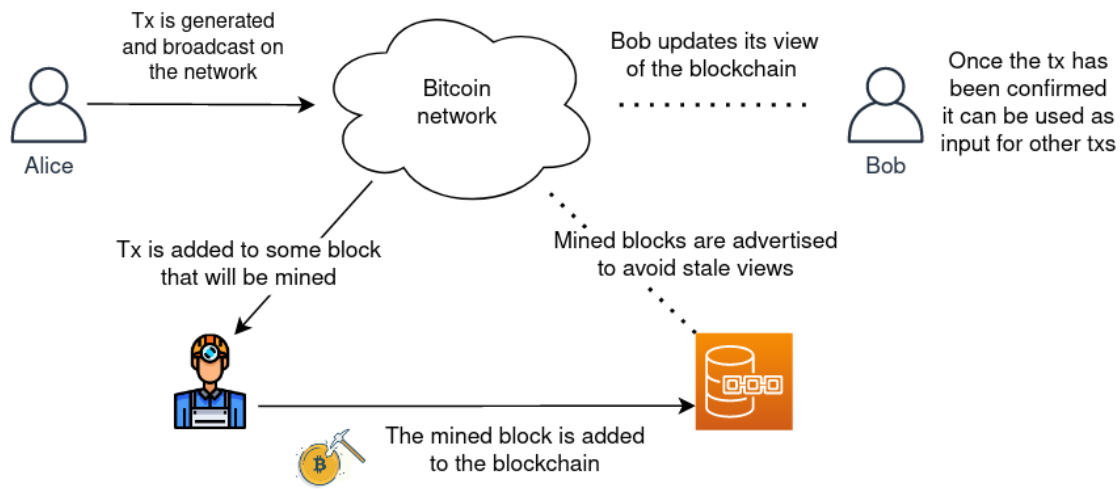 Tx is generated
and broadcast on
the network
Alice
Bitcoin
network
Bob updates its view
of the blockchain
Bob
Once the tx has
been confirmed
it can be used as
input for other txs
Tx is added to some block
that will be mined
Mined blocks are advertised
to avoid stale views
The mined block is added
to the blockchain